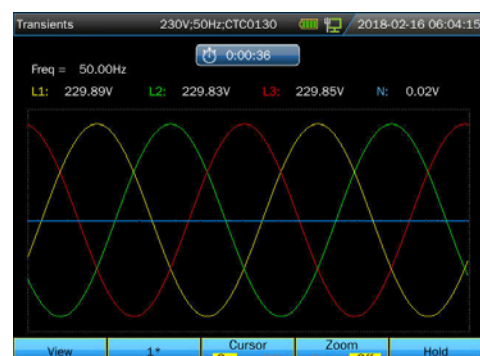 Transients 230V;50Hz;CTC0130 2018-02-16 06:04:15
0:00:36
Freq = 50.00Hz
L1: 229.89V L2: 229.83V L3: 229.85V N: 0.02V
View 1* Cursor Zoom Hold
Off